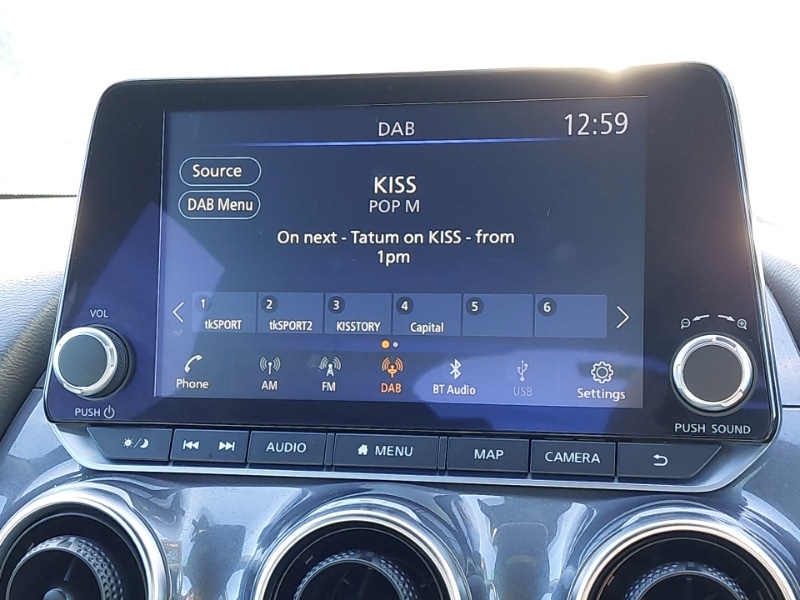 DAB
12:59
Source
DAB Menu
KISS
POP M
On next - Tatum on KISS - from
1pm
1
tkSPORT
2
tkSPORT2
3
KISSTORY
4
Capital
5
6
Phone
AM
FM
DAB
BT Audio
USB
Settings
VOL
PUSH
PUSH SOUND
AUDIO
MENU
MAP
CAMERA